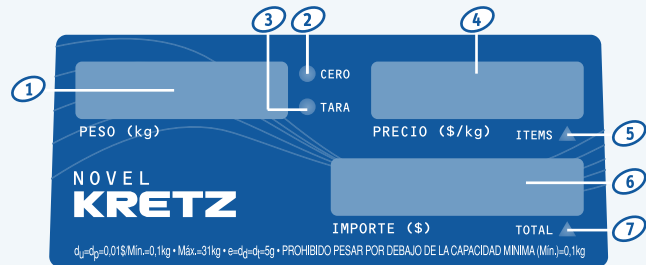 3 2 4
CERO
1
TARA
PESO (kg)
PRECIO ($/kg)
ITEMS
5
NOVEL
KRETZ
6
IMPORTE ($)
TOTAL
7
du=dp=0,01$/Mín.=0,1kg • Máx.=31kg • e=dd=dt=5g • PROHIBIDO PESAR POR DEBAJO DE LA CAPACIDAD MINIMA (Mín.)=0,1kg